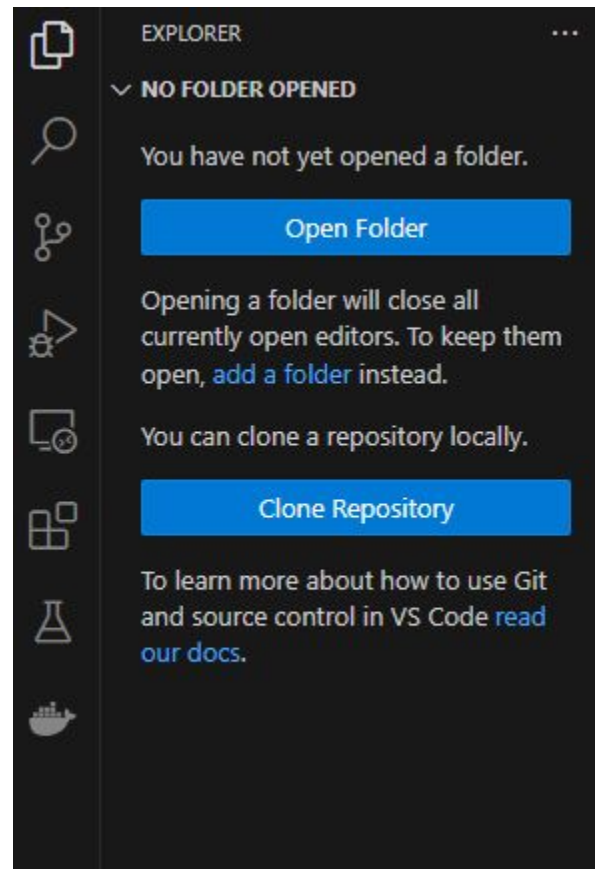 EXPLORER
NO FOLDER OPENED
You have not yet opened a folder.
Open Folder
Opening a folder will close all
currently open editors. To keep them
open, add a folder instead.
You can clone a repository locally.
Clone Repository
To learn more about how to use Git
and source control in VS Code read
our docs.